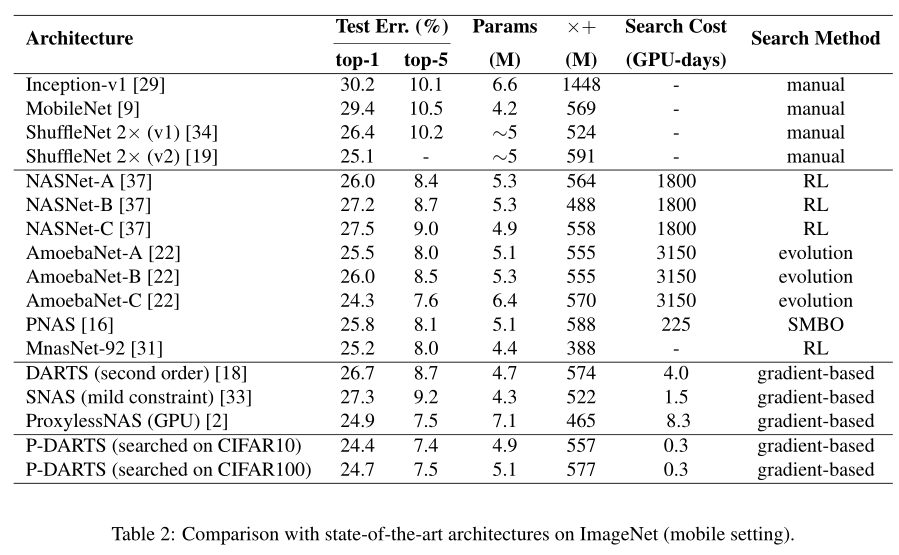 Architecture Test Err. (%) Params ×+ Search Cost Search Method
top-1 top-5 (M) (M) (GPU-days)
Inception-v1 [29] 30.2 10.1 6.6 1448 - manual
MobileNet [9] 29.4 10.5 4.2 569 - manual
ShuffleNet 2× (v1) [34] 26.4 10.2 ∼5 524 - manual
ShuffleNet 2× (v2) [19] 25.1 - ∼5 591 - manual
NASNet-A [37] 26.0 8.4 5.3 564 1800 RL
NASNet-B [37] 27.2 8.7 5.3 488 1800 RL
NASNet-C [37] 27.5 9.0 4.9 558 1800 RL
AmoebaNet-A [22] 25.5 8.0 5.1 555 3150 evolution
AmoebaNet-B [22] 26.0 8.5 5.3 555 3150 evolution
AmoebaNet-C [22] 24.3 7.6 6.4 570 3150 evolution
PNAS [16] 25.8 8.1 5.1 588 225 SMBO
MnasNet-92 [31] 25.2 8.0 4.4 388 - RL
DARTS (second order) [18] 26.7 8.7 4.7 574 4.0 gradient-based
SNAS (mild constraint) [33] 27.3 9.2 4.3 522 1.5 gradient-based
ProxylessNAS (GPU) [2] 24.9 7.5 7.1 465 8.3 gradient-based
P-DARTS (searched on CIFAR10) 24.4 7.4 4.9 557 0.3 gradient-based
P-DARTS (searched on CIFAR100) 24.7 7.5 5.1 577 0.3 gradient-based
Table 2: Comparison with state-of-the-art architectures on ImageNet (mobile setting).